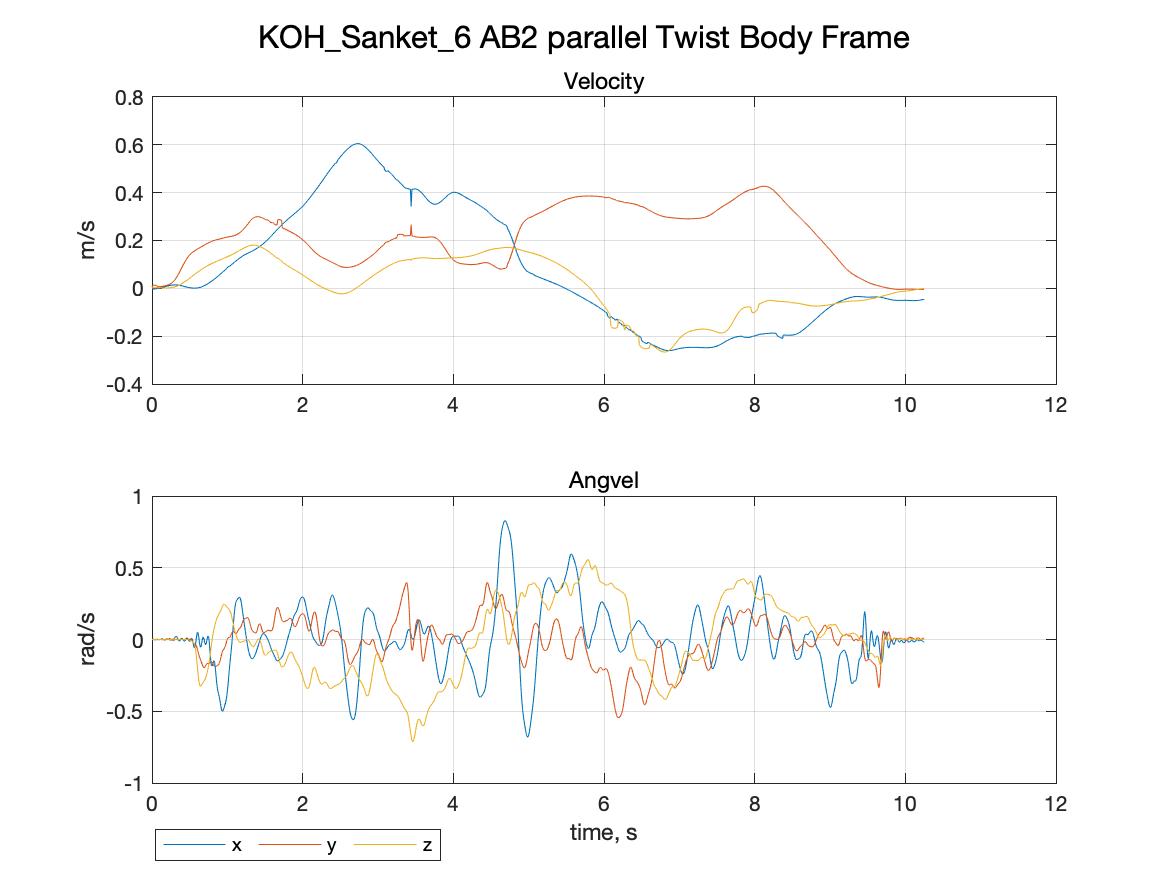 KOH_Sanket_6 AB2 parallel Twist Body Frame
Velocity
m/s
0.8
0.6
0.4
0.2
0
-0.2
-0.4
0 2 4 6 8 10 12
Angvel
rad/s
1
0.5
0
-0.5
-1
0 2 4 6 8 10 12
time, s
x y z